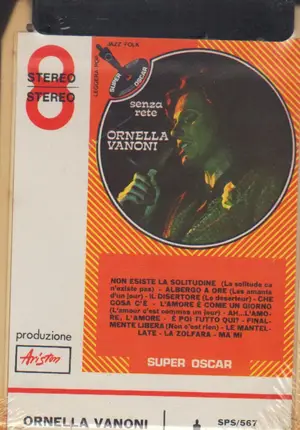 8
STEREO
STEREO
LEGGERA POP
JAZZ FOLK
SUPER OSCAR
senza
rete
ORNELLA
VANONI
NON ESISTE LA SOLITUDINE (La solitude ca
n'existe pas) - ALBERGO A ORE (Les amants
d'un jour) - IL DISERTORE (Le deserteur) - CHE
COSA C'È - L'AMORE È COME UN GIORNO
(L'amour c'est comme un jour) - AH...L'AMO-
RE, L'AMORE - È POI TUTTO QUI? - FINAL-
MENTE LIBERA (Non c'est rien) - LE MANTEL-
LATE - LA ZOLFARA - MA MI
produzione
Ariston
SUPER OSCAR
ORNELLA VANONI
SPS/567